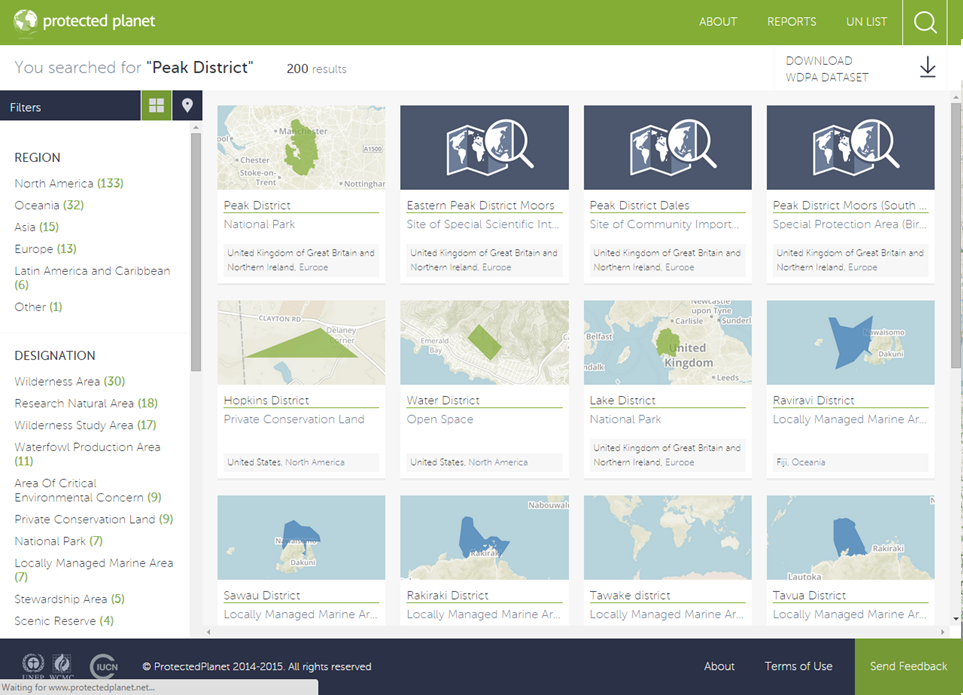 protected planet
ABOUT
REPORTS
UN LIST
You searched for "Peak District"
200 results
DOWNLOAD
WDPA DATASET
Filters
REGION
North America (133)
Oceania (32)
Asia (15)
Europe (13)
Latin America and Caribbean
(6)
Other (1)
DESIGNATION
Wilderness Area (30)
Research Natural Area (18)
Wilderness Study Area (17)
Waterfowl Production Area
(11)
Area Of Critical
Environmental Concern (9)
Private Conservation Land (9)
National Park (7)
Locally Managed Marine Area
(7)
Stewardship Area (5)
Scenic Reserve (4)
Manchester
A1500
Chester
Stoke-on-
Trent
Nottingham
Peak District
National Park
United Kingdom of Great Britain and
Northern Ireland, Europe
Eastern Peak District Moors
Site of Special Scientific Int...
United Kingdom of Great Britain and
Northern Ireland, Europe
Peak District Dales
Site of Community Import...
United Kingdom of Great Britain and
Northern Ireland, Europe
Peak District Moors (South ...
Special Protection Area (Bir...
United Kingdom of Great Britain and
Northern Ireland, Europe
CLAYTON RD
Delaney
Corner
Hopkins District
Private Conservation Land
United States, North America
Emerald
Bay
Water District
Open Space
United States, North America
Newcastle
upon Tyne
Carlisle
Sunderl
Belfast
United
Kingdom
ndalk
Leeds
Lake District
National Park
United Kingdom of Great Britain and
Northern Ireland, Europe
Dakuni
Raviravi District
Locally Managed Marine Ar...
Fiji, Oceania
Dakuni
Sawau District
Locally Managed Marine Ar...
Nabouwal
Rakiraki
Rakiraki District
Locally Managed Marine Ar...
Tawake district
Locally Managed Marine Ar...
Rakiraki
Lautoka
Tavua District
Locally Managed Marine Ar...
UNEP WCMC
IUCN
© ProtectedPlanet 2014-2015. All rights reserved
About
Terms of Use
Send Feedback
Waiting for www.protectedplanet.net...